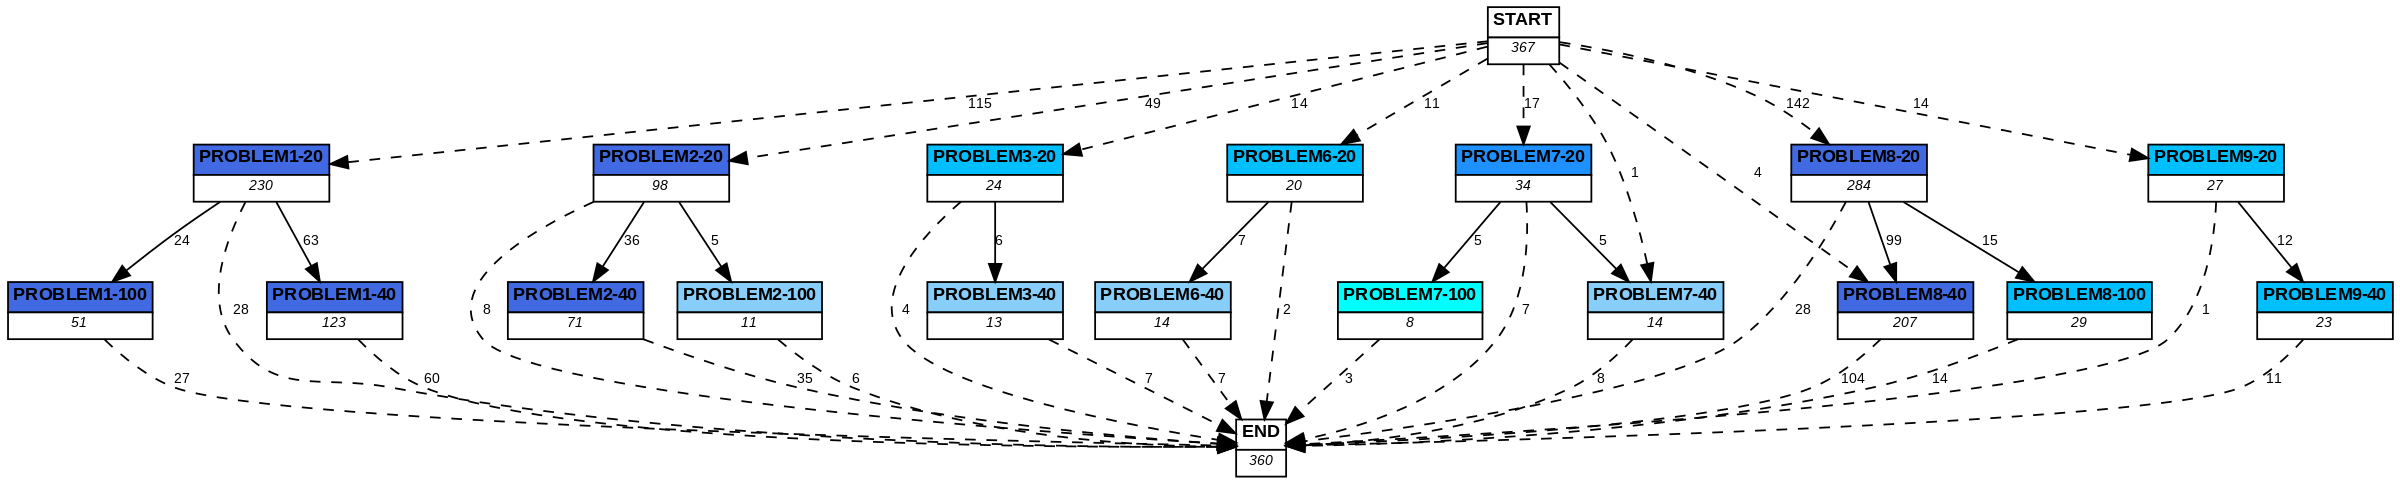 START
367
115
49
14
11
17
142
14
1
4
PROBLEM1-20
230
PROBLEM2-20
98
PROBLEM3-20
24
PROBLEM6-20
20
PROBLEM7-20
34
PROBLEM8-20
284
PROBLEM9-20
27
24
63
36
5
6
7
5
5
99
15
12
PROBLEM1-100
51
28
PROBLEM1-40
123
8
PROBLEM2-40
71
PROBLEM2-100
11
4
PROBLEM3-40
13
PROBLEM6-40
14
2
PROBLEM7-100
8
7
PROBLEM7-40
14
28
PROBLEM8-40
207
PROBLEM8-100
29
1
PROBLEM9-40
23
27
60
35
6
7
7
3
8
104
14
11
END
360